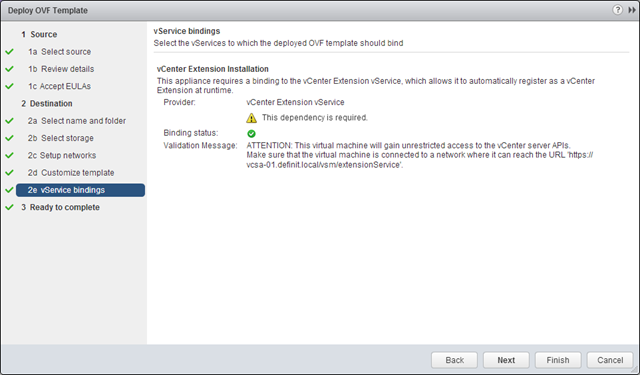 Deploy OVF Template
1 Source
1a Select source
1b Review details
1c Accept EULAs
2 Destination
2a Select name and folder
2b Select storage
2c Setup networks
2d Customize template
2e vService bindings
3 Ready to complete
vService bindings
Select the vServices to which the deployed OVF template should bind
vCenter Extension Installation
This appliance requires a binding to the vCenter Extension vService, which allows it to automatically register as a vCenter
Extension at runtime.
Provider: vCenter Extension vService
This dependency is required.
Binding status:
Validation Message: ATTENTION: This virtual machine will gain unrestricted access to the vCenter server APIs.
Make sure that the virtual machine is connected to a network where it can reach the URL 'https://
vcsa-01.definit.local/vsm/extensionService'.
Back Next Finish Cancel